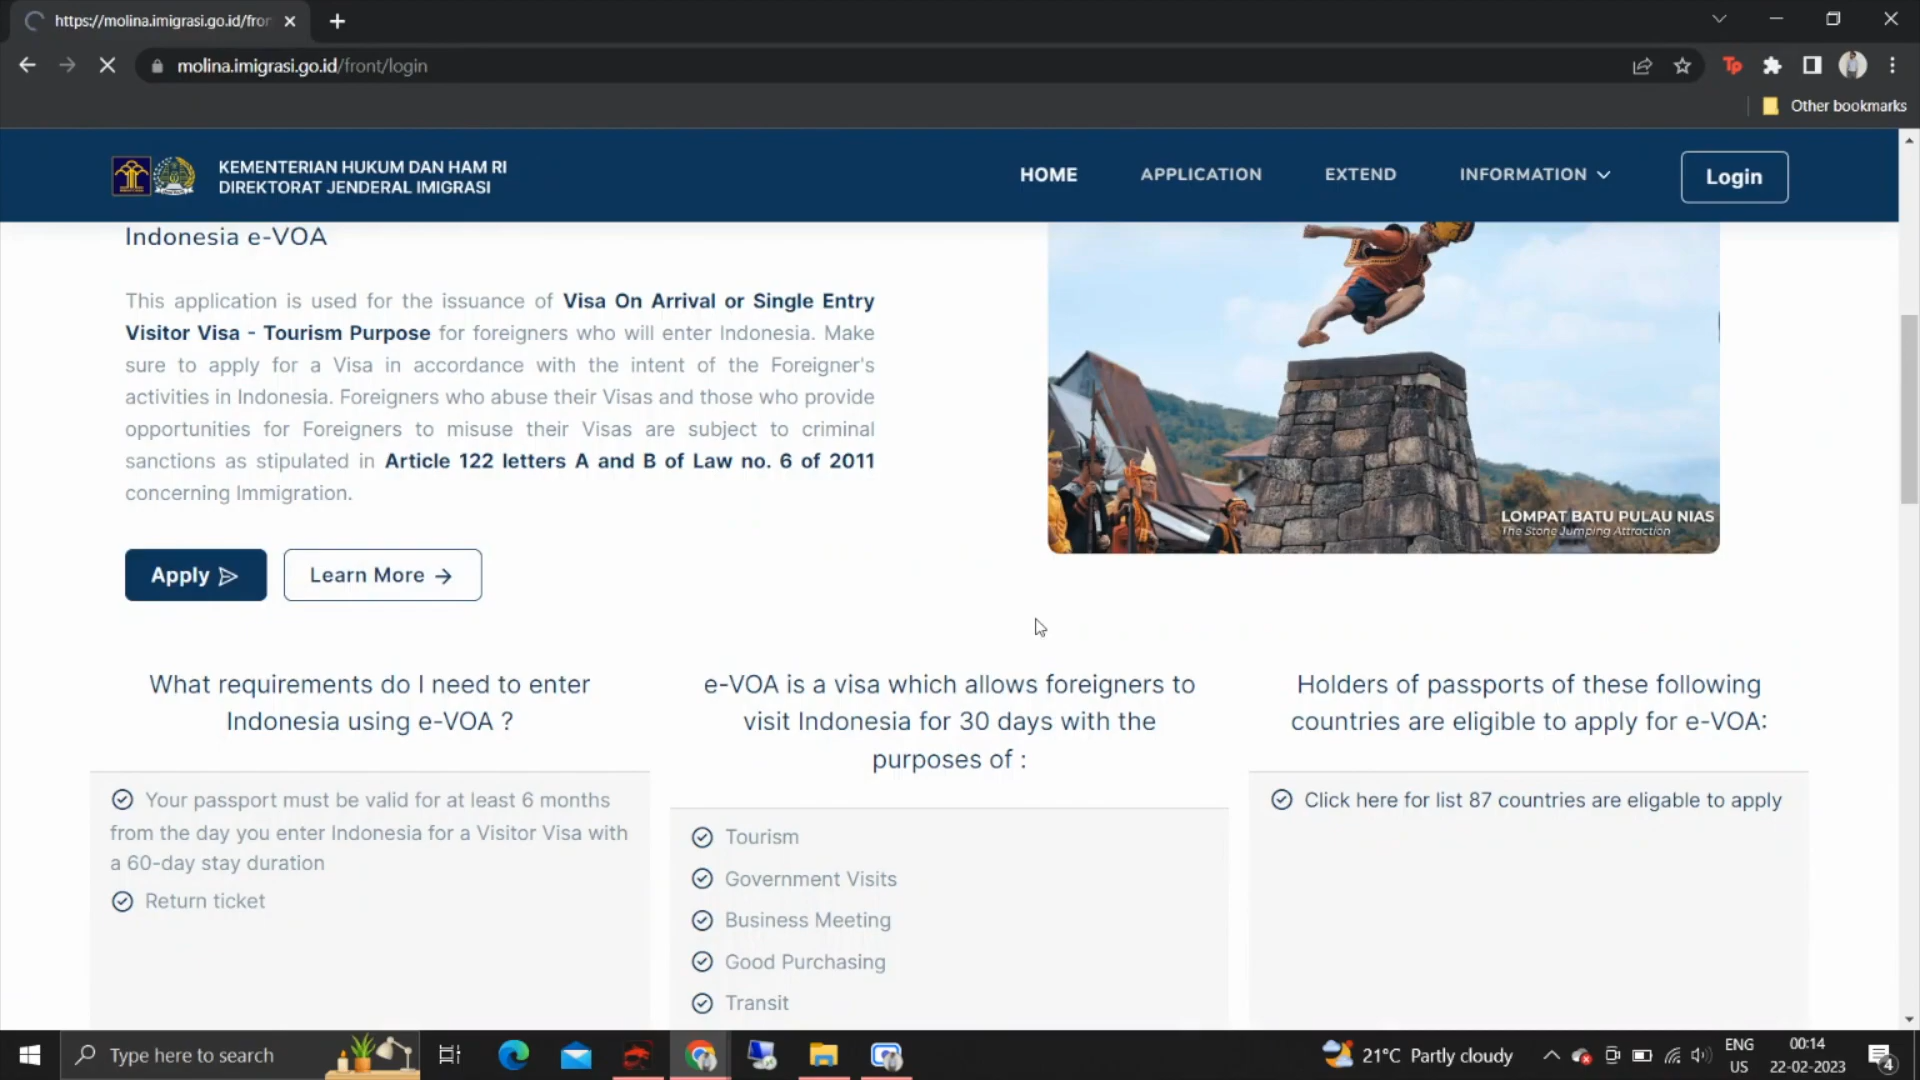 https://molina.imigrasi.go.id/fror
molina.imigrasi.go.id/front/login
Tp
Other bookmarks
KEMENTERIAN HUKUM DAN HAM RI
DIREKTORAT JENDERAL IMIGRASI
HOME
APPLICATION
EXTEND
INFORMATION
Login
Indonesia e-VOA
This application is used for the issuance of Visa On Arrival or Single Entry
Visitor Visa - Tourism Purpose for foreigners who will enter Indonesia. Make
sure to apply for a Visa in accordance with the intent of the Foreigner's
activities in Indonesia. Foreigners who abuse their Visas and those who provide
opportunities for Foreigners to misuse their Visas are subject to criminal
sanctions as stipulated in Article 122 letters A and B of Law no. 6 of 2011
concerning Immigration.
Apply
Learn More
LOMPAT BATU PULAU NIAS
The Stone Jumping Attraction
What requirements do I need to enter
Indonesia using e-VOA ?
Your passport must be valid for at least 6 months
from the day you enter Indonesia for a Visitor Visa with
a 60-day stay duration
Return ticket
e-VOA is a visa which allows foreigners to
visit Indonesia for 30 days with the
purposes of :
Tourism
Government Visits
Business Meeting
Good Purchasing
Transit
Holders of passports of these following
countries are eligible to apply for e-VOA:
Click here for list 87 countries are eligable to apply
Type here to search
21°C Partly cloudy
ENG
US
00:14
22-02-2023
4